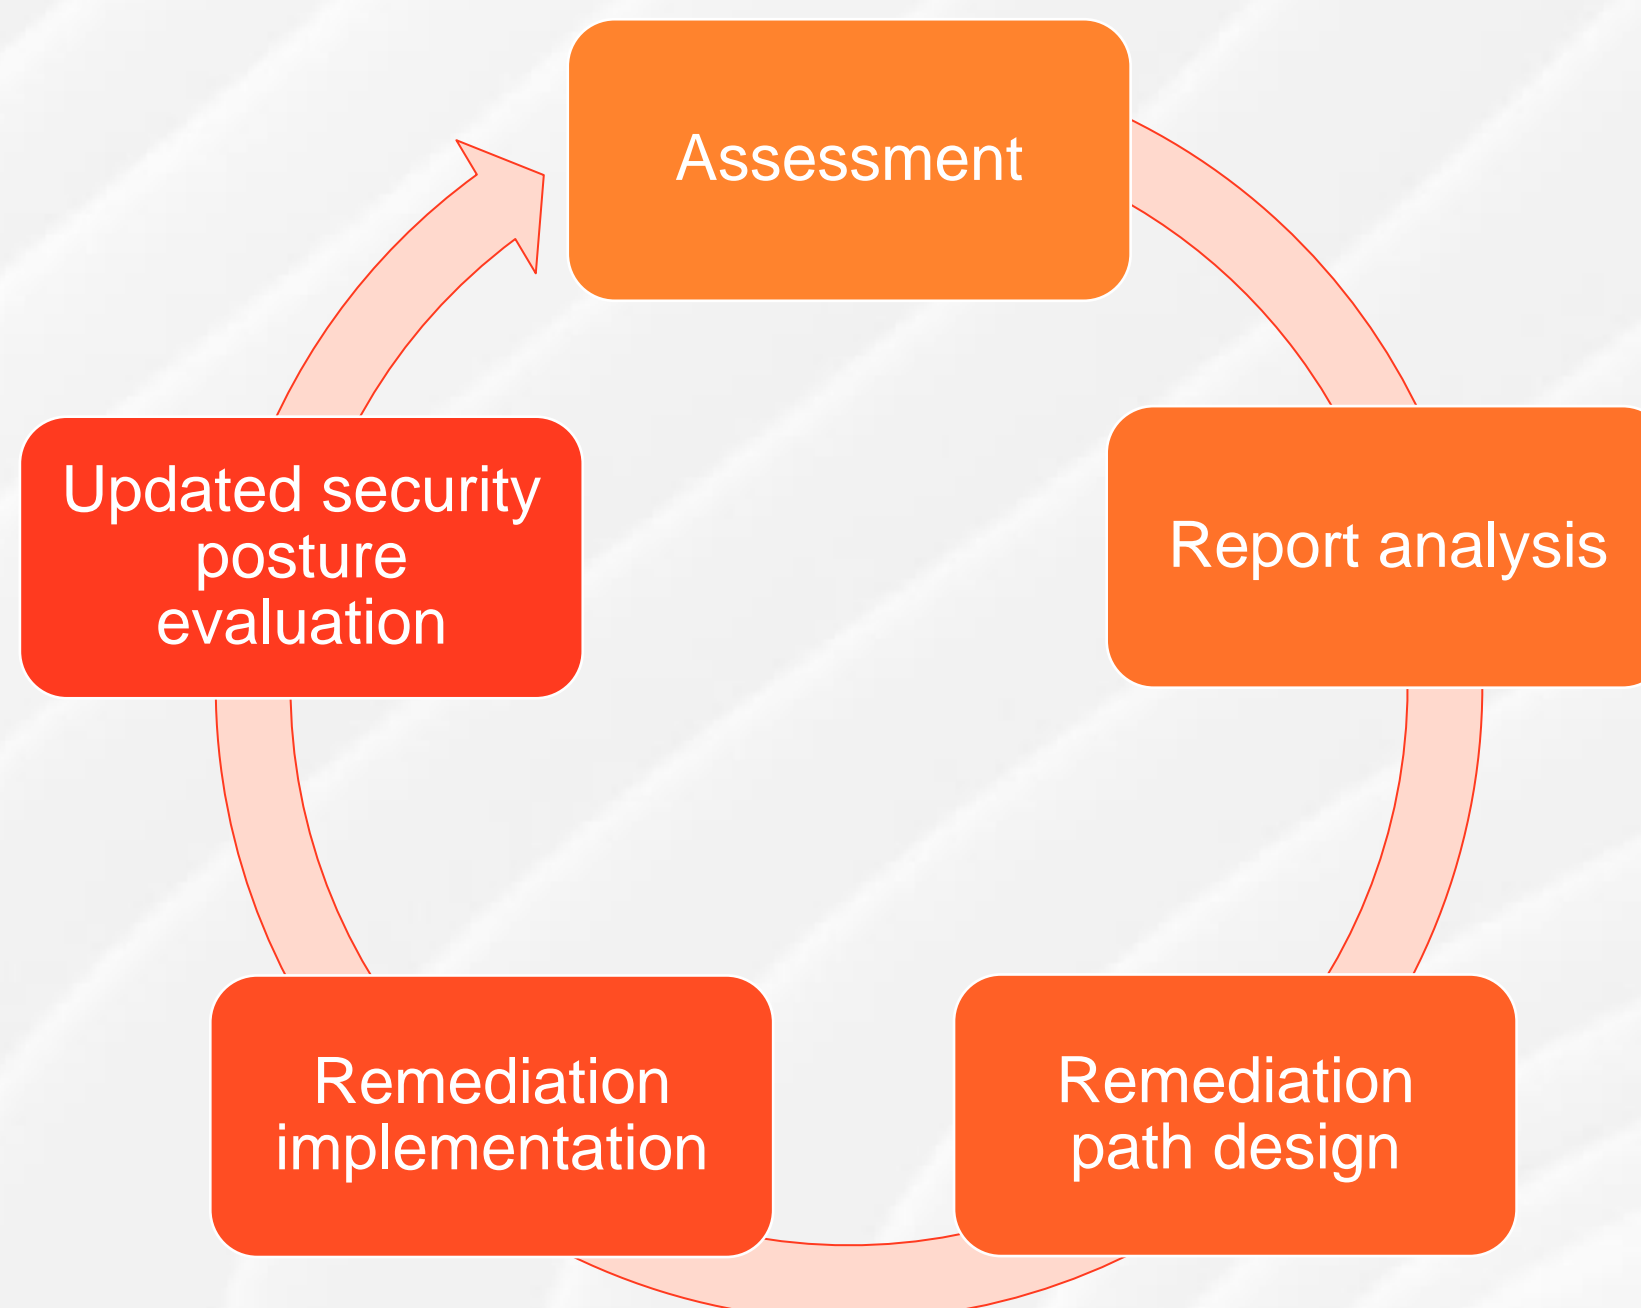 Assessment
Report analysis
Remediation
path design
Remediation
implementation
Updated security
posture
evaluation